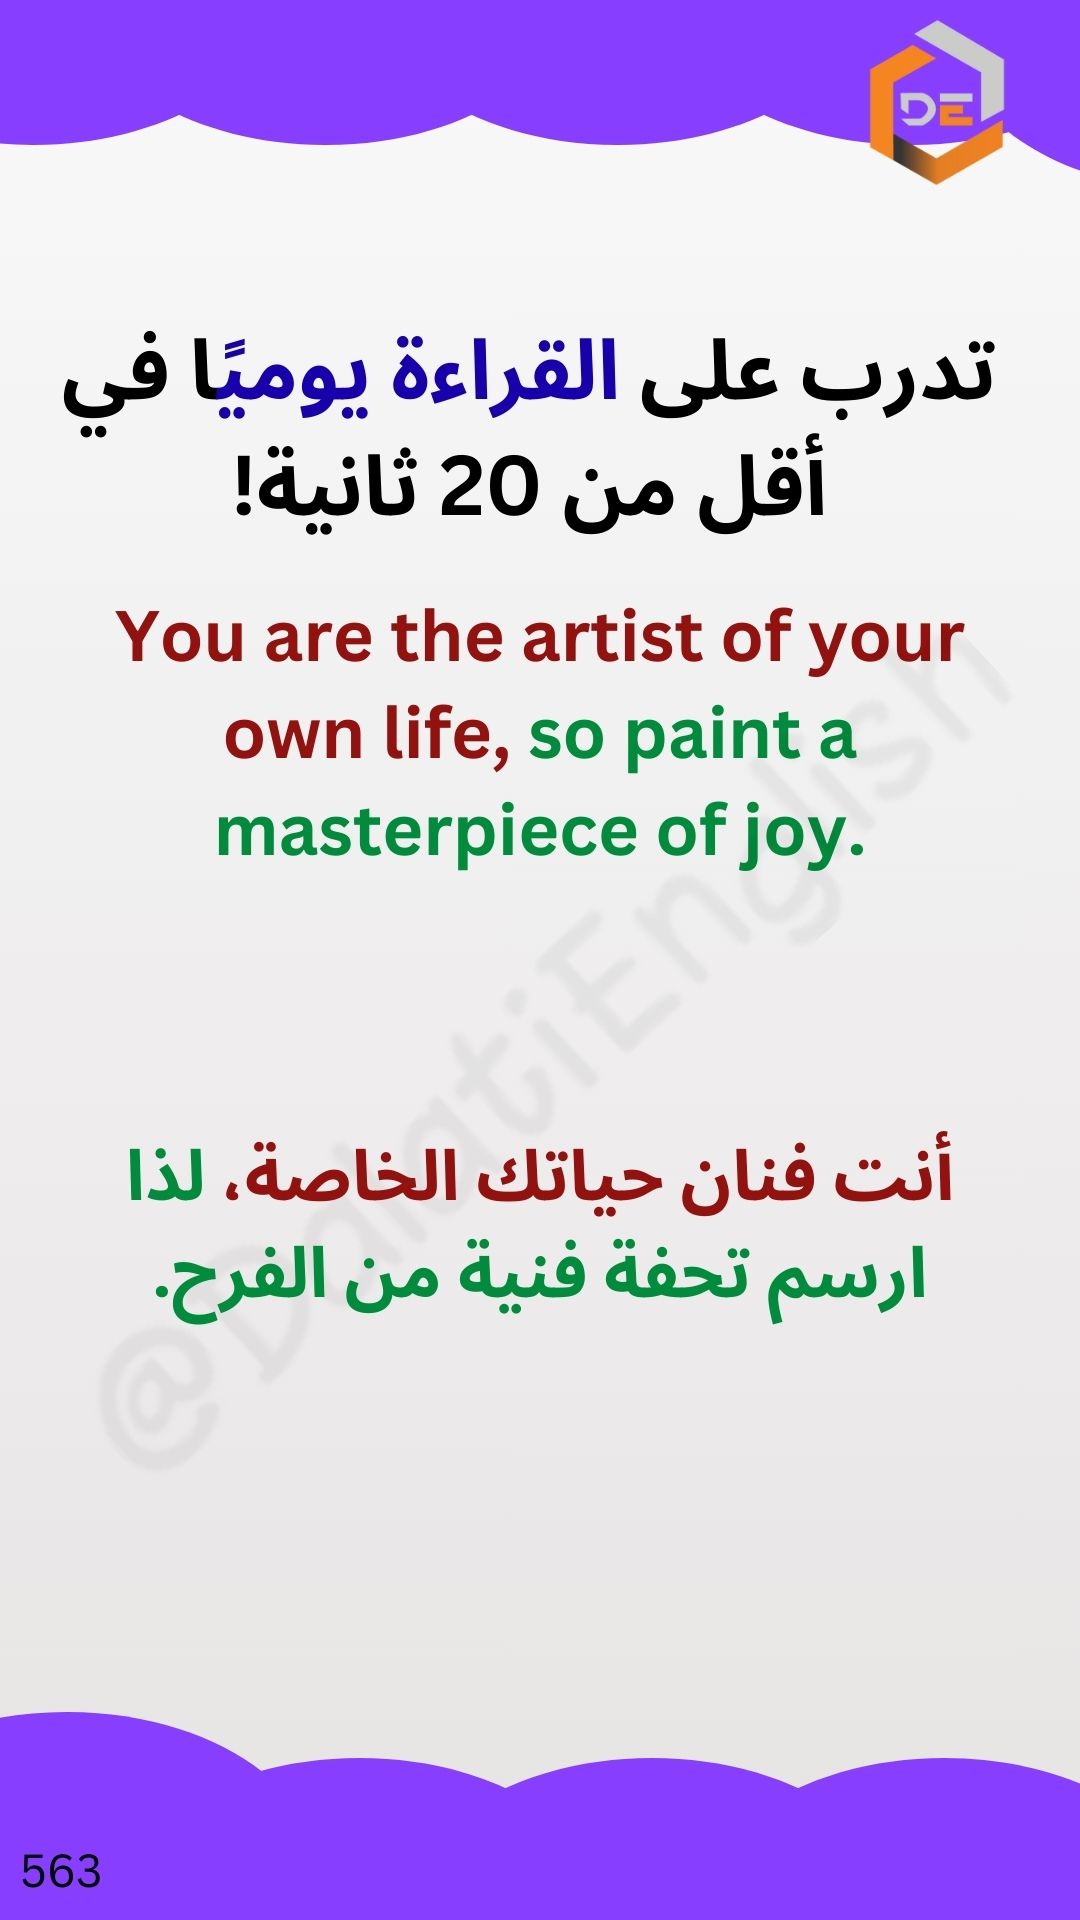 DE
تدرب على القراءة يوميًا في
أقل من 20 ثانية!
You are the artist of your
own life, so paint a
masterpiece of joy.
@DalatiEnglish
أنت فنان حياتك الخاصة، لذا
ارسم تحفة فنية من الفرح.
563